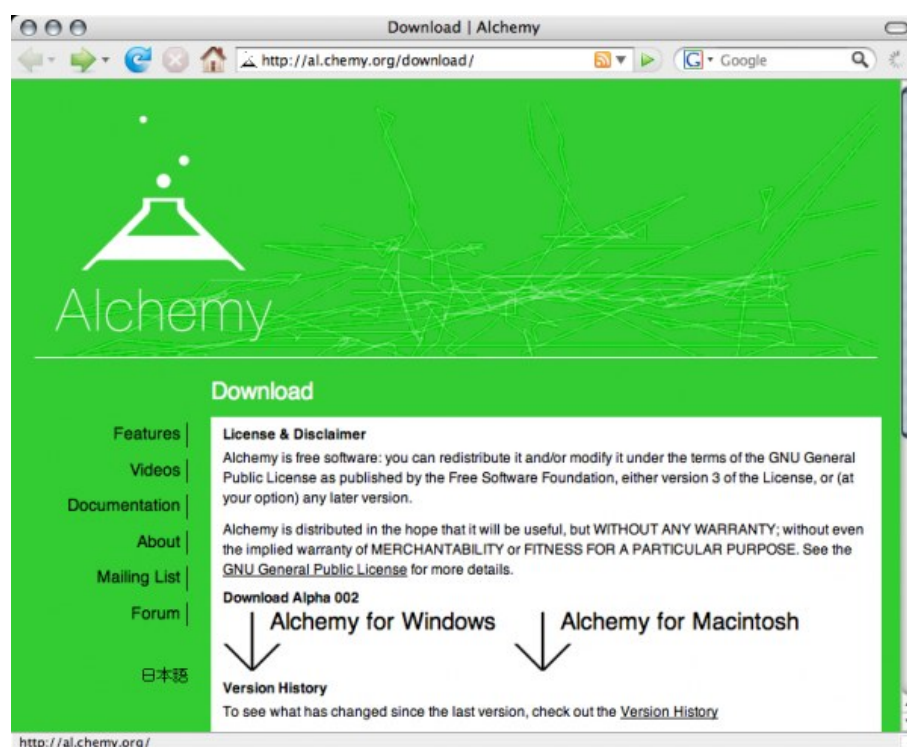 Download | Alchemy
http://al.chemy.org/download/
Google
Alchemy
Download
Features
Videos
Documentation
About
Mailing List
Forum
日本語
License & Disclaimer
Alchemy is free software: you can redistribute it and/or modify it under the terms of the GNU General
Public License as published by the Free Software Foundation, either version 3 of the License, or (at
your option) any later version.
Alchemy is distributed in the hope that it will be useful, but WITHOUT ANY WARRANTY; without even
the implied warranty of MERCHANTABILITY or FITNESS FOR A PARTICULAR PURPOSE. See the
GNU General Public License for more details.
Download Alpha 002
Alchemy for Windows
Alchemy for Macintosh
Version History
To see what has changed since the last version, check out the Version History
http://al.chemy.org/